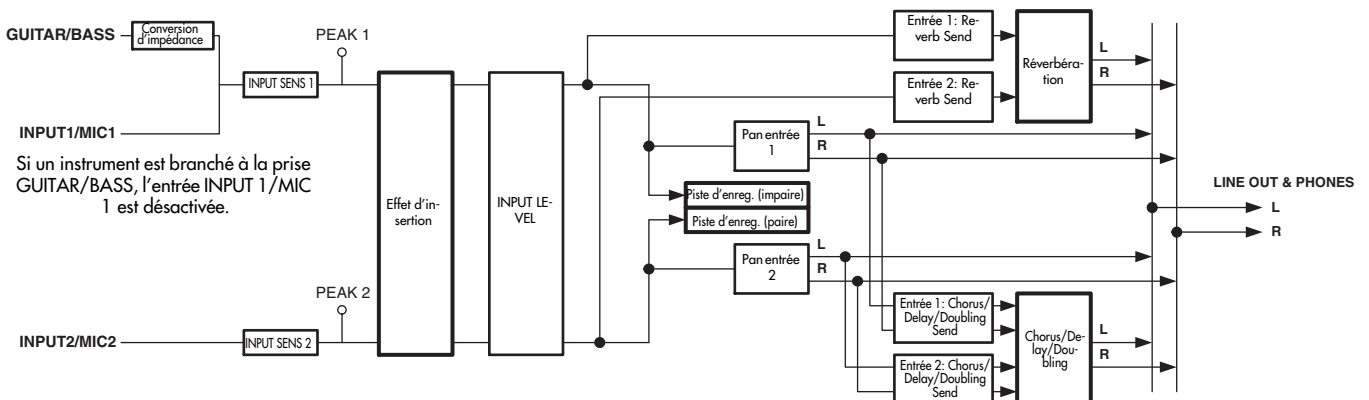 GUITAR/BASS
Conversion
d'impédance
PEAK 1
INPUT SENS 1
INPUT1/MIC1
Si un instrument est branché à la prise
GUITAR/BASS, l'entrée INPUT 1/MIC
1 est désactivée.
PEAK 2
INPUT2/MIC2
INPUT SENS 2
Effet d'in-
sertion
INPUT LE-
VEL
Entrée 1: Re-
verb Send
Entrée 2: Re-
verb Send
Réverbéra-
tion
L
R
Pan entrée
1
L
R
Piste d'enreg. (impaire)
Piste d'enreg. (paire)
Pan entrée
2
L
R
Entrée 1: Chorus/
Delay/Doubling
Send
Entrée 2: Chorus/
Delay/Doubling
Send
Chorus/De-
lay/Dou-
bling
L
R
LINE OUT & PHONES
L
R